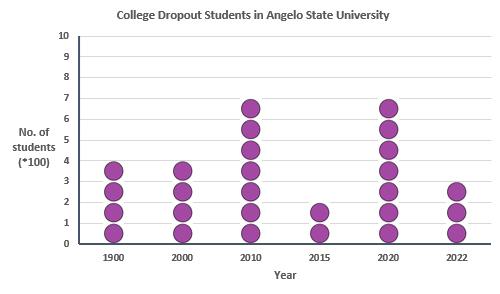 College Dropout Students in Angelo State University
10
9
8
7
6
5
4
3
2
1
0
No. of
students
(*100)
1900 2000 2010 2015 2020 2022
Year